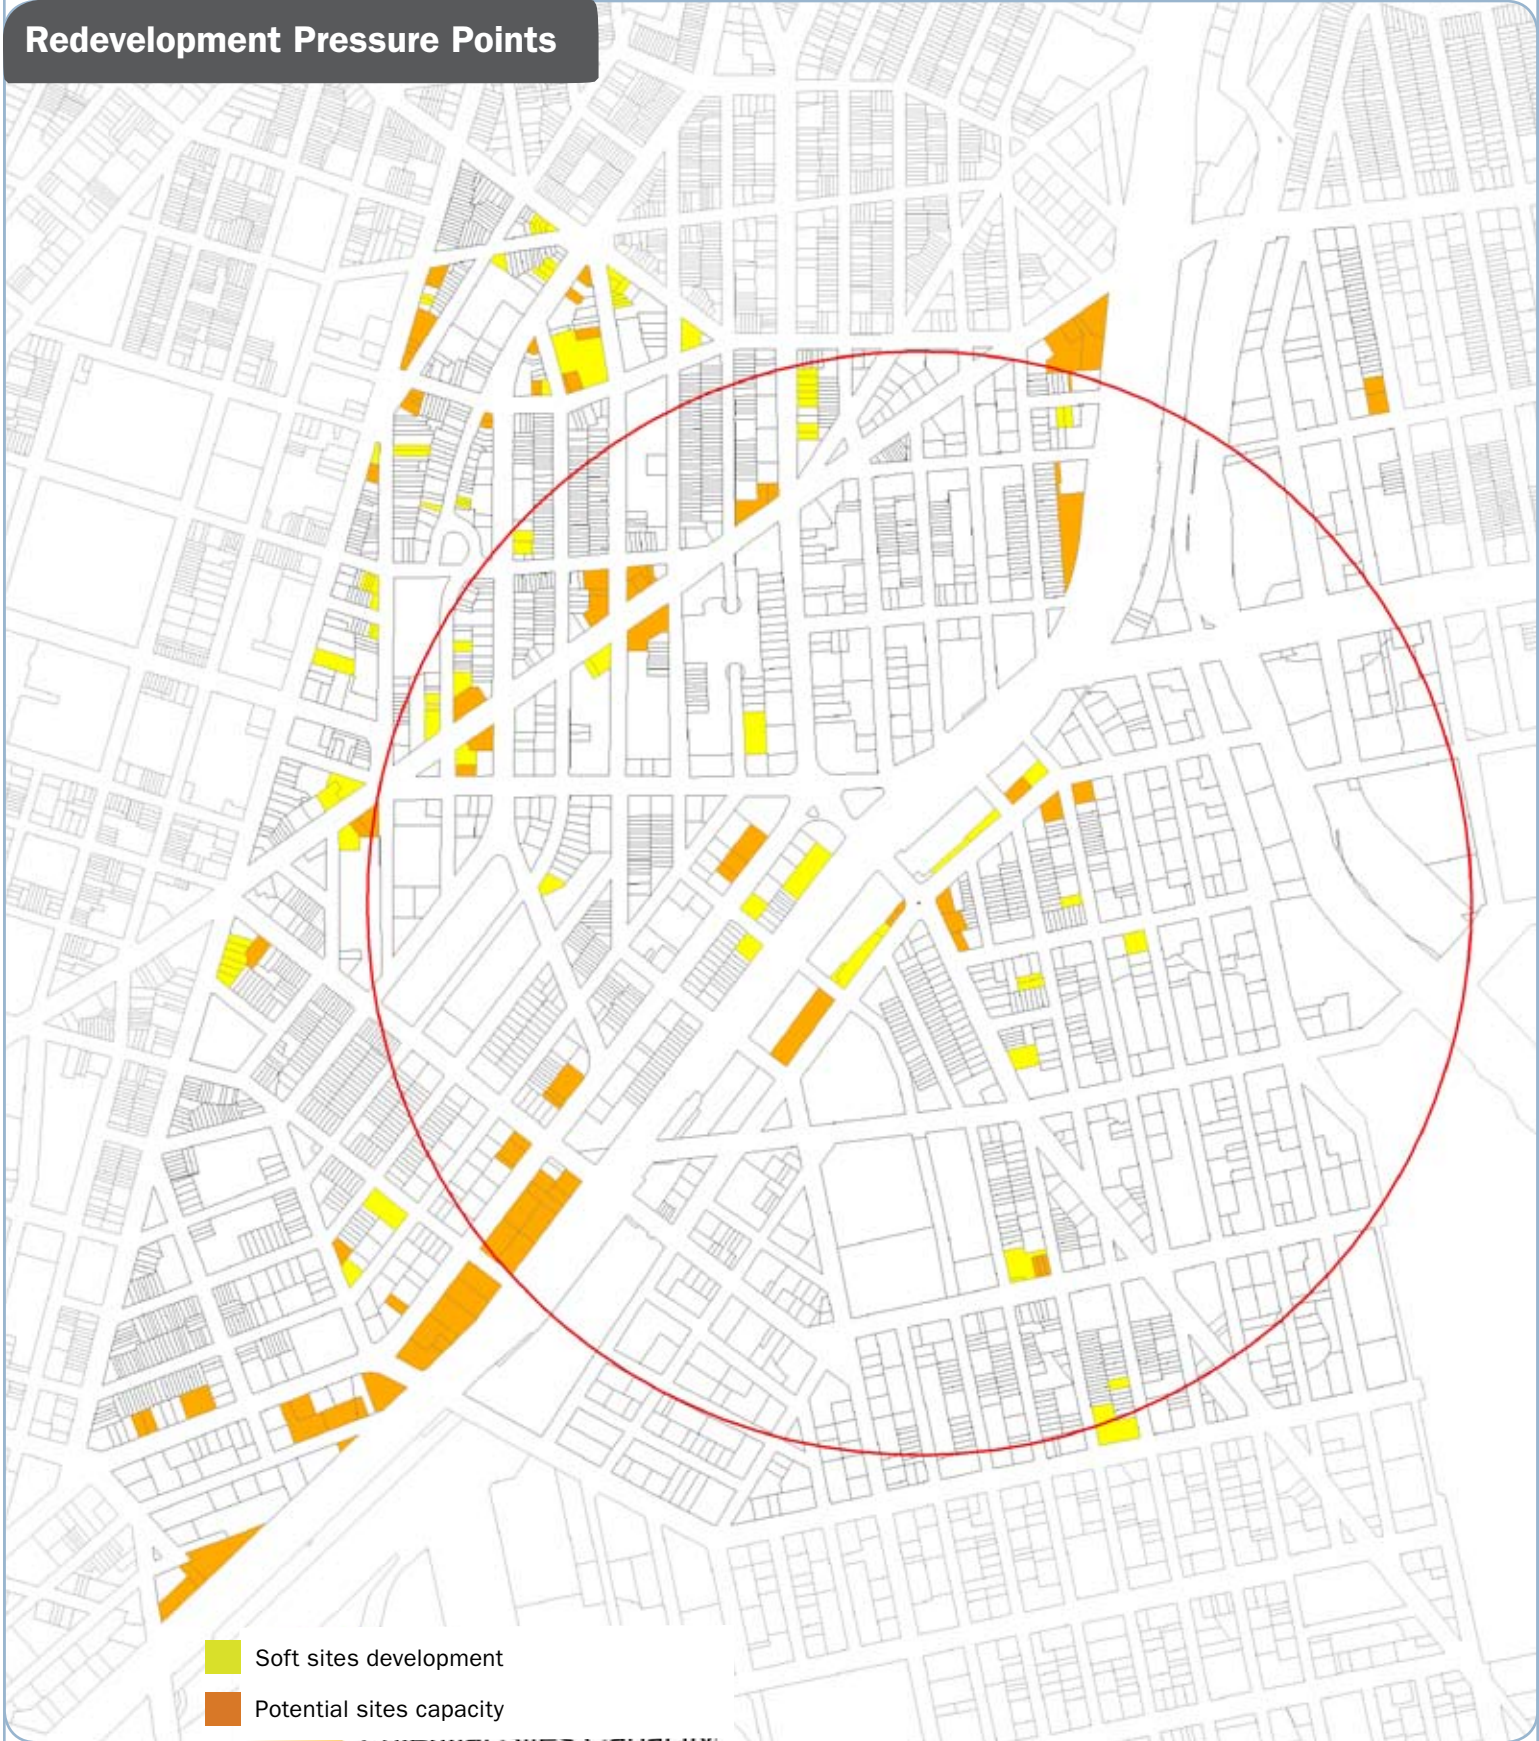 Redevelopment Pressure Points
Soft sites development
Potential sites capacity